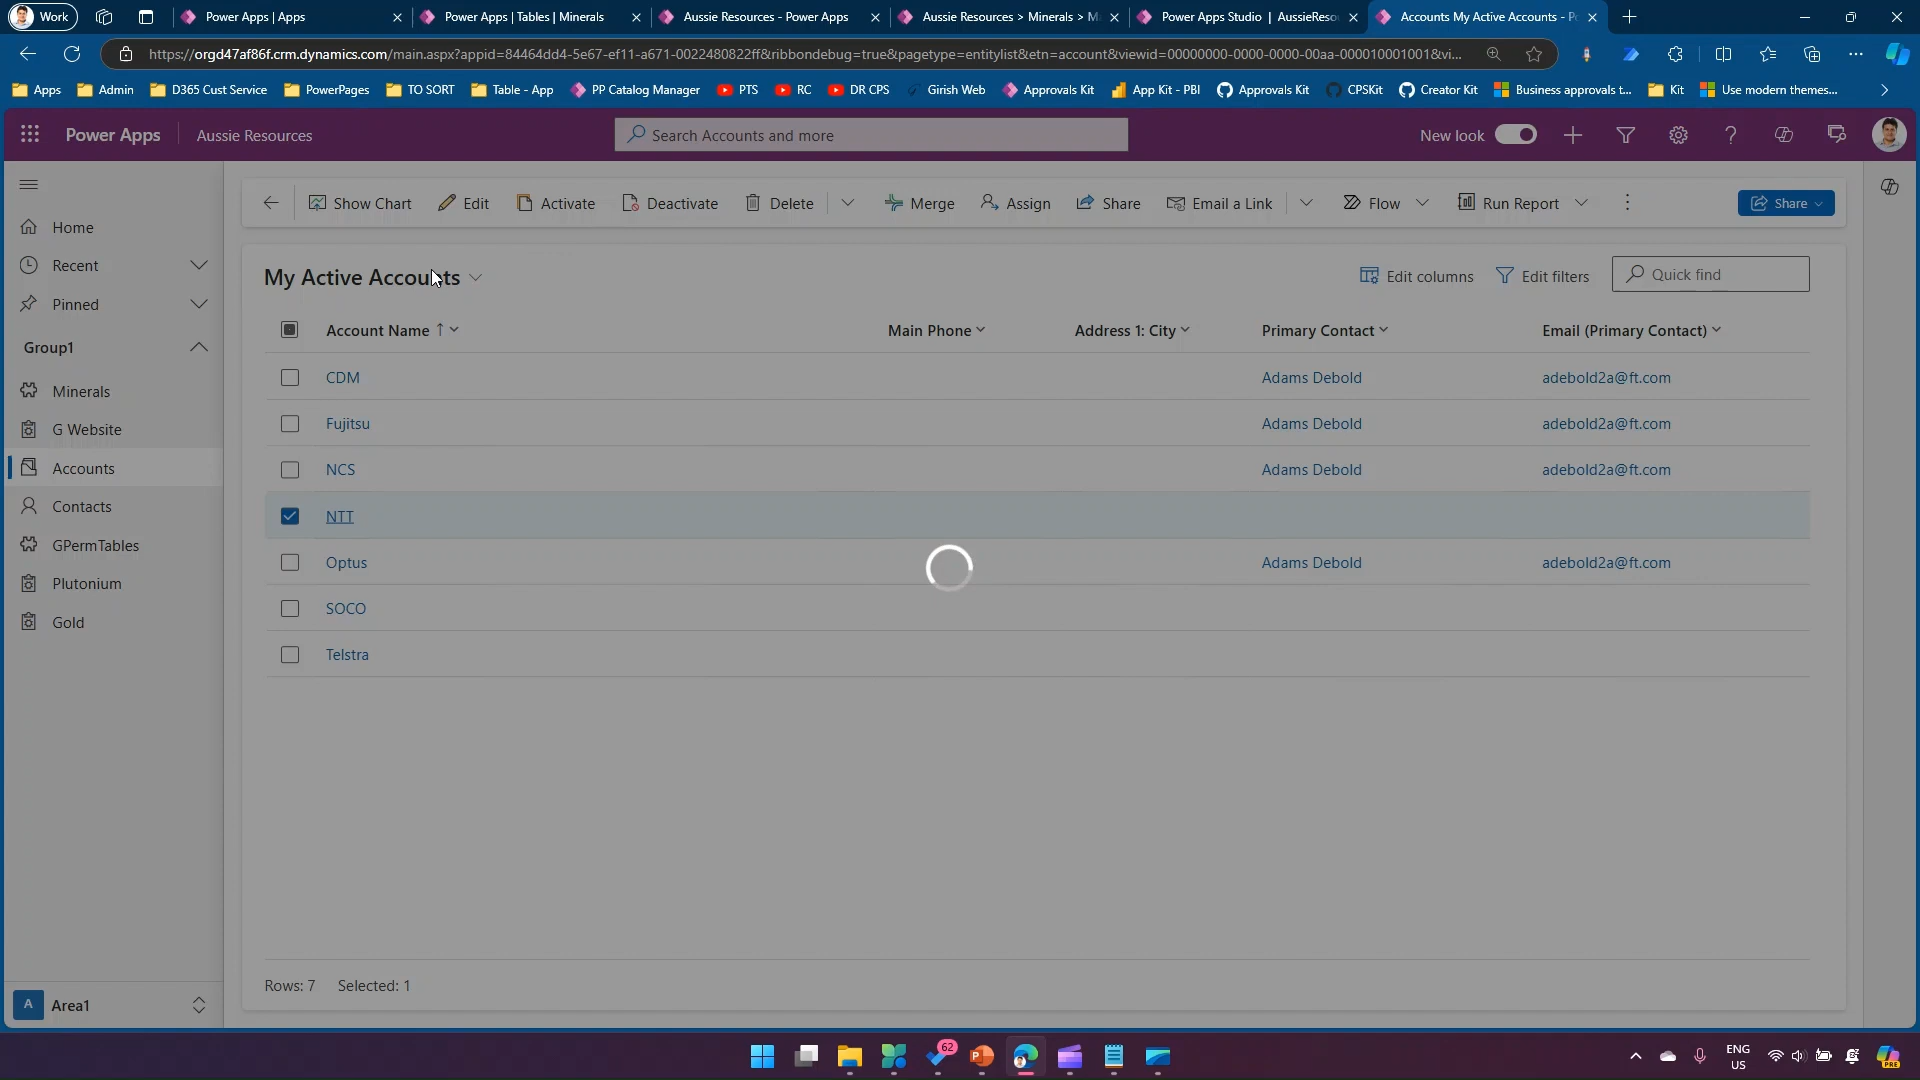 Work
Power Apps | Apps
Power Apps | Tables | Minerals
Aussie Resources - Power Apps
Aussie Resources > Minerals > M
Power Apps Studio | AussieReso
Accounts My Active Accounts - P
https://orgd47af86f.crm.dynamics.com/main.aspx?appid=84464dd4-5e67-ef11-a671-0022480822ff&ribbondebug=true&pagetype=entitylist&etn=account&viewid=00000000-0000-0000-00aa-000010001001&vi...
Apps
Admin
D365 Cust Service
PowerPages
TO SORT
Table - App
PP Catalog Manager
PTS
RC
DR CPS
Girish Web
Approvals Kit
App Kit - PBI
Approvals Kit
CPSKit
Creator Kit
Business approvals t...
Kit
Use modern themes...
Power Apps
Aussie Resources
Search Accounts and more
New look
Show Chart
Edit
Activate
Deactivate
Delete
Merge
Assign
Share
Email a Link
Flow
Run Report
Share
Home
Recent
Pinned
Group1
Minerals
G Website
Accounts
Contacts
GPermTables
Plutonium
Gold
A
Area1
My Active Accounts
Edit columns
Edit filters
Quick find
Account Name ↑
Main Phone
Address 1: City
Primary Contact
Email (Primary Contact)
CDM
Adams Debold
adebold2a@ft.com
Fujitsu
Adams Debold
adebold2a@ft.com
NCS
Adams Debold
adebold2a@ft.com
NTT
Optus
Adams Debold
adebold2a@ft.com
SOCO
Telstra
Rows: 7
Selected: 1
62
ENG
US
PRE